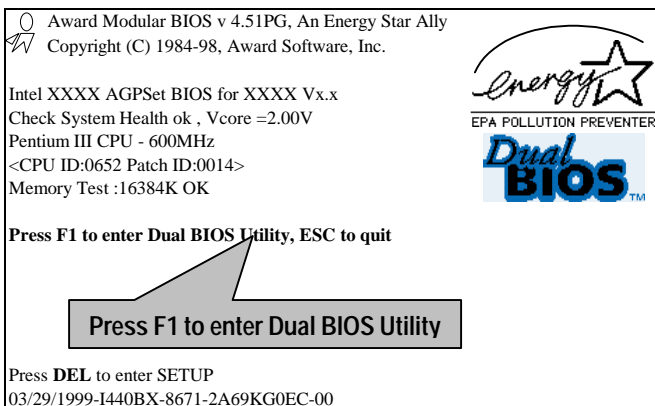 Award Modular BIOS v 4.51PG, An Energy Star Ally
Copyright (C) 1984-98, Award Software, Inc.
energy
EPA POLLUTION PREVENTER
Intel XXXX AGPSet BIOS for XXXX Vx.x
Check System Health ok , Vcore =2.00V
Pentium III CPU - 600MHz
<CPU ID:0652 Patch ID:0014>
Memory Test :16384K OK
Dual
BIOS TM
Press F1 to enter Dual BIOS Utility, ESC to quit
Press F1 to enter Dual BIOS Utility
Press DEL to enter SETUP
03/29/1999-I440BX-8671-2A69KG0EC-00